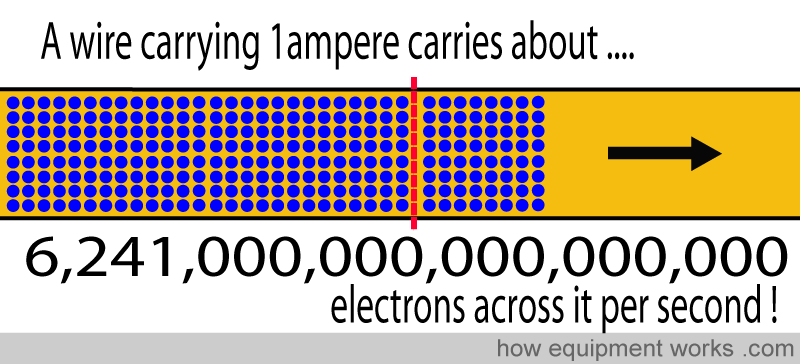 A wire carrying 1ampere carries about ....
6,241,000,000,000,000,000
electrons across it per second !
how equipment works .com